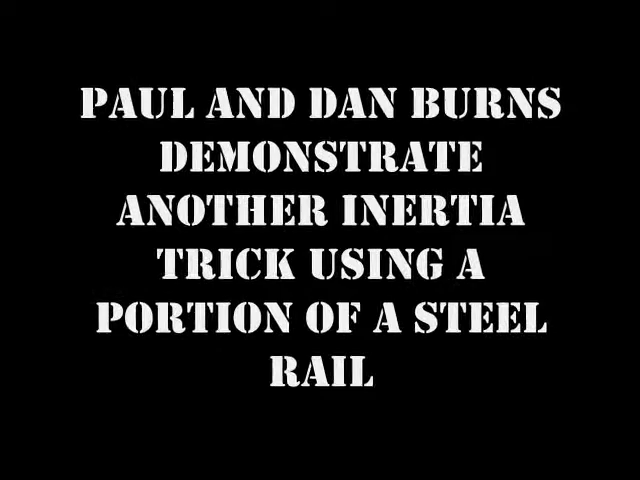 PAUL AND DAN BURNS
DEMONSTRATE
ANOTHER INERTIA
TRICK USING A
PORTION OF A STEEL
RAIL